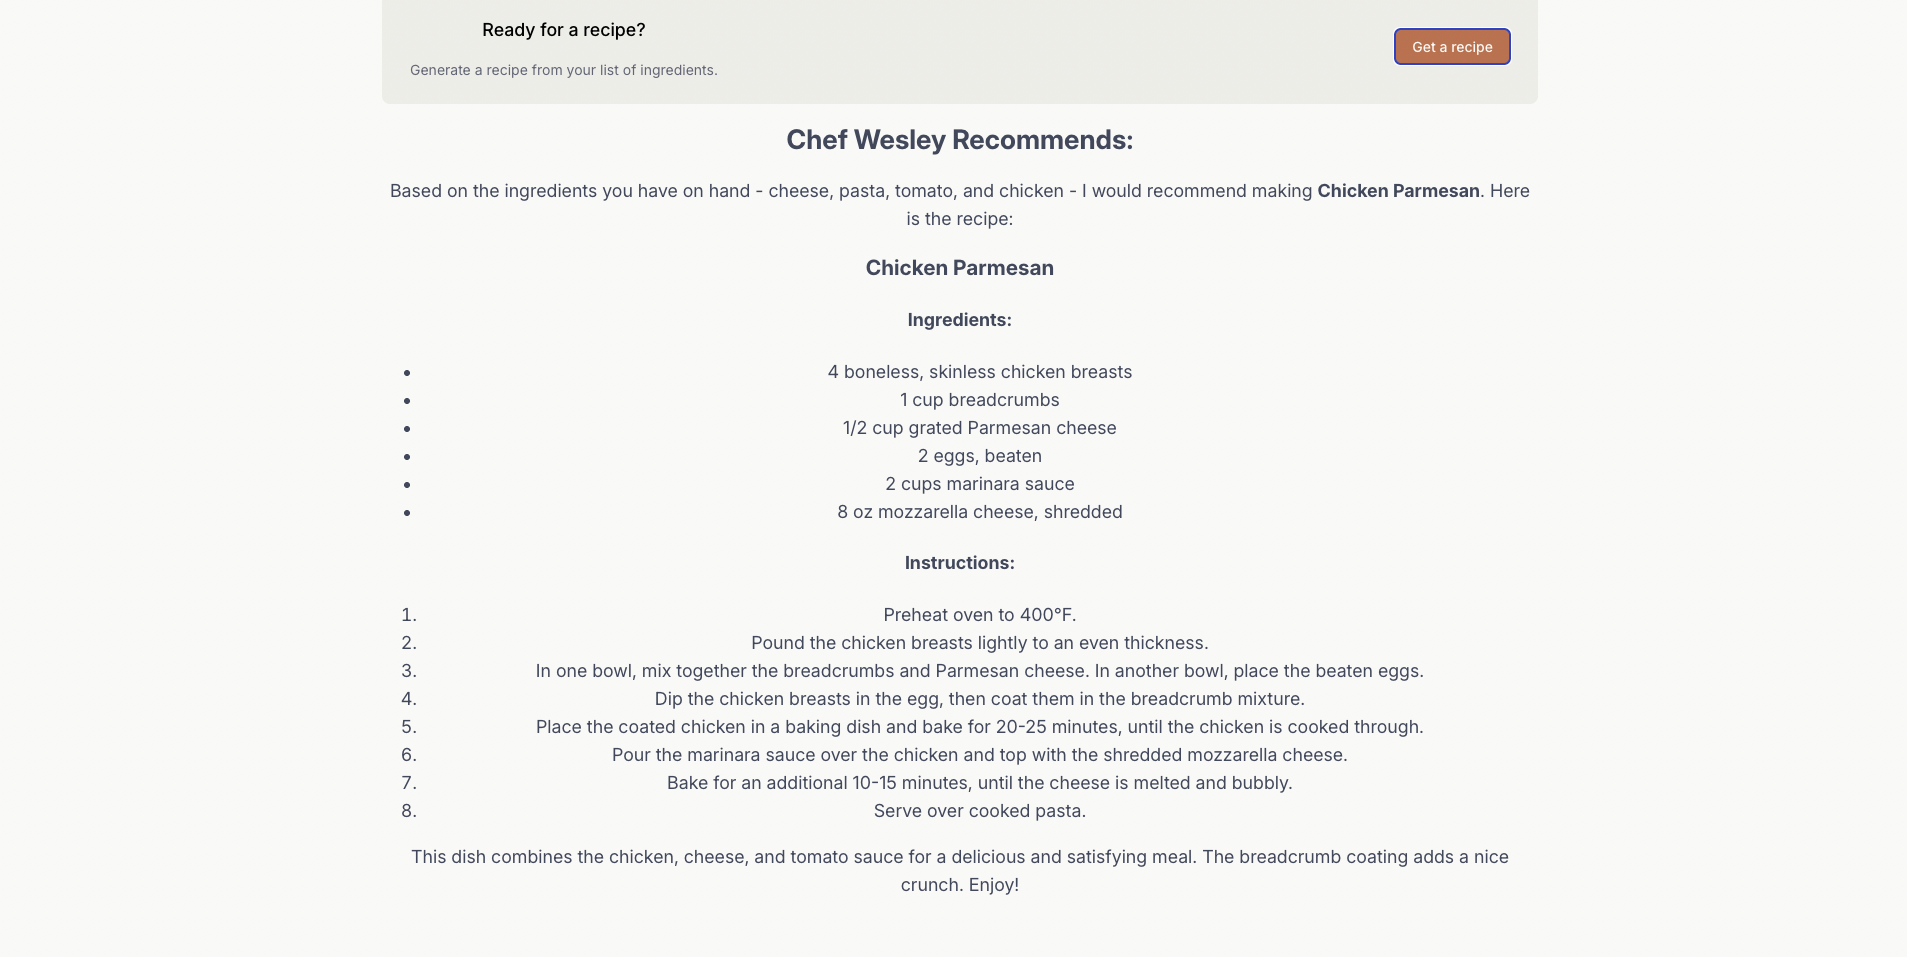 Ready for a recipe?
Generate a recipe from your list of ingredients.
Get a recipe
Chef Wesley Recommends:
Based on the ingredients you have on hand - cheese, pasta, tomato, and chicken - I would recommend making Chicken Parmesan. Here
is the recipe:
Chicken Parmesan
Ingredients:
• 4 boneless, skinless chicken breasts
• 1 cup breadcrumbs
• 1/2 cup grated Parmesan cheese
• 2 eggs, beaten
• 2 cups marinara sauce
• 8 oz mozzarella cheese, shredded
Instructions:
1. Preheat oven to 400°F.
2. Pound the chicken breasts lightly to an even thickness.
3. In one bowl, mix together the breadcrumbs and Parmesan cheese. In another bowl, place the beaten eggs.
4. Dip the chicken breasts in the egg, then coat them in the breadcrumb mixture.
5. Place the coated chicken in a baking dish and bake for 20-25 minutes, until the chicken is cooked through.
6. Pour the marinara sauce over the chicken and top with the shredded mozzarella cheese.
7. Bake for an additional 10-15 minutes, until the cheese is melted and bubbly.
8. Serve over cooked pasta.
This dish combines the chicken, cheese, and tomato sauce for a delicious and satisfying meal. The breadcrumb coating adds a nice
crunch. Enjoy!